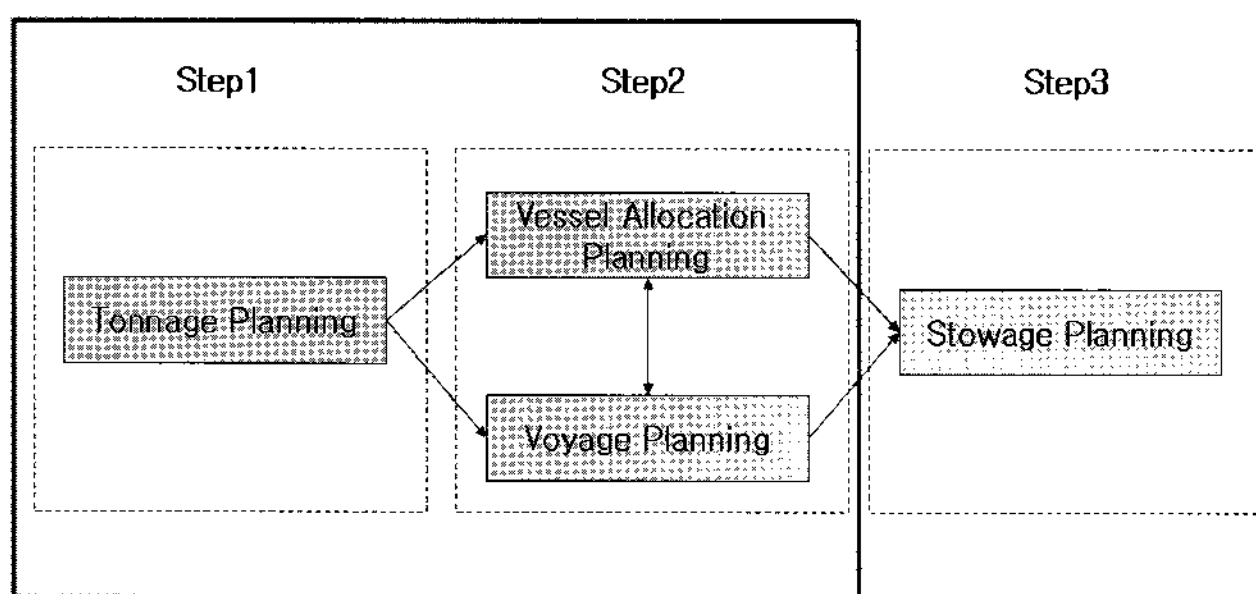 Step1
Step2
Step3
Vessel Allocation
Planning
Tonnage Planning
Stowage Planning
Voyage Planning